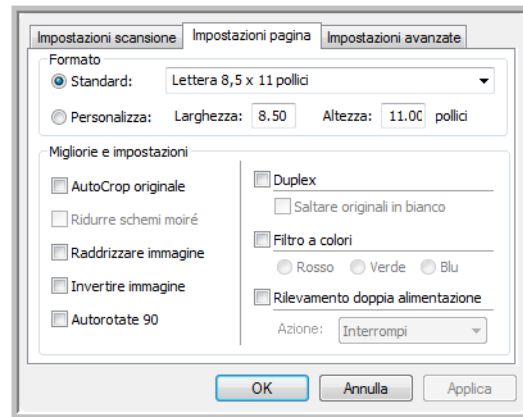 Impostazioni scansione Impostazioni pagina Impostazioni avanzate
Formato
Standard: Lettera 8,5 x 11 pollici
Personalizza: Larghezza: 8.50 Altezza: 11.00 pollici
Migliorie e impostazioni
AutoCrop originale
Ridurre schemi moiré
Raddrizzare immagine
Invertire immagine
Autorotate 90
Duplex
Saltare originali in bianco
Filtro a colori
Rosso Verde Blu
Rilevamento doppia alimentazione
Azione: Interrompi
OK Annulla Applica